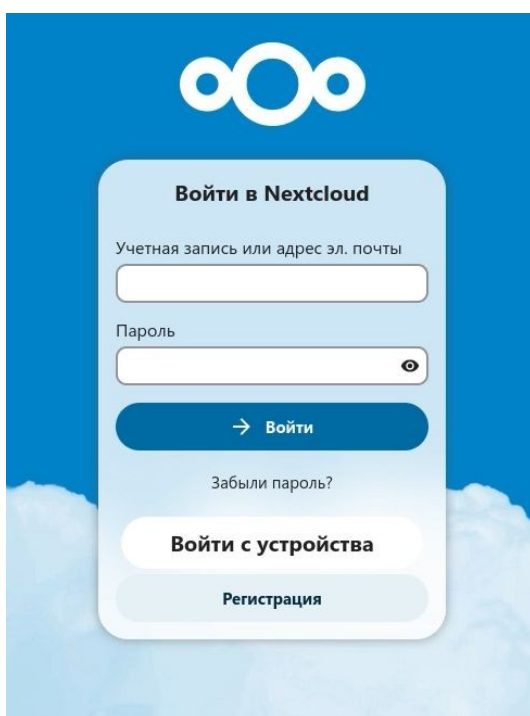 Войти в Nextcloud
Учетная запись или адрес эл. почты
Пароль
Войти
Забыли пароль?
Войти с устройства
Регистрация